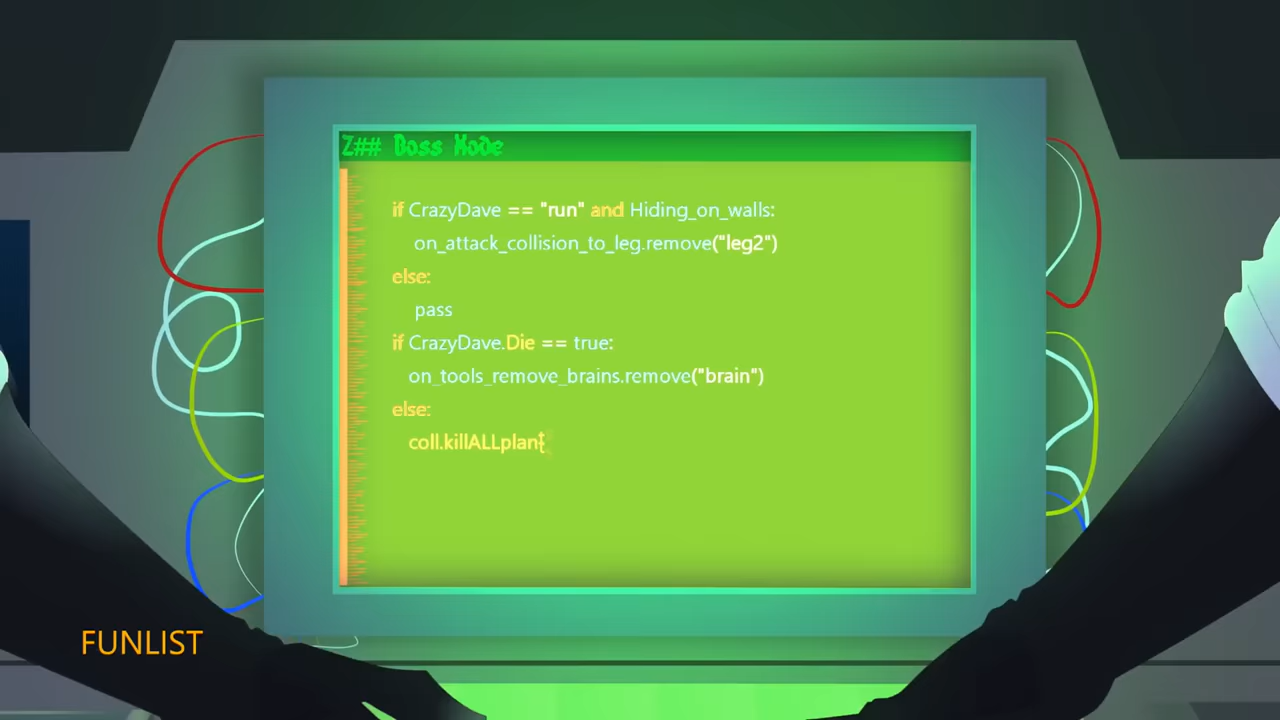 Z## Boss Mode
if CrazyDave == "run" and Hiding_on_walls:
on_attack_collision_to_leg.remove("leg2")
else:
pass
if CrazyDave.Die == true:
on_tools_remove_brains.remove("brain")
else:
coll.killALLplant
FUNLIST